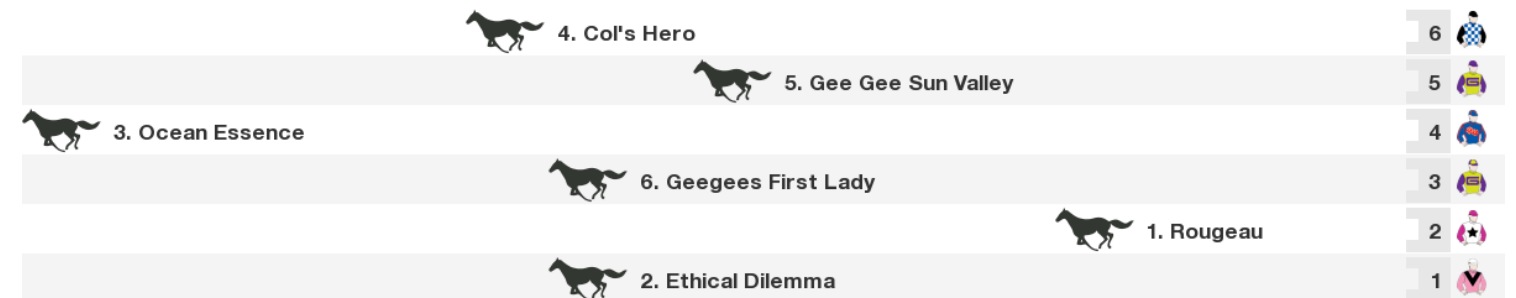 4. Col's Hero 6
5. Gee Gee Sun Valley 5
3. Ocean Essence 4
6. Geegees First Lady 3
1. Rougeau 2
2. Ethical Dilemma 1